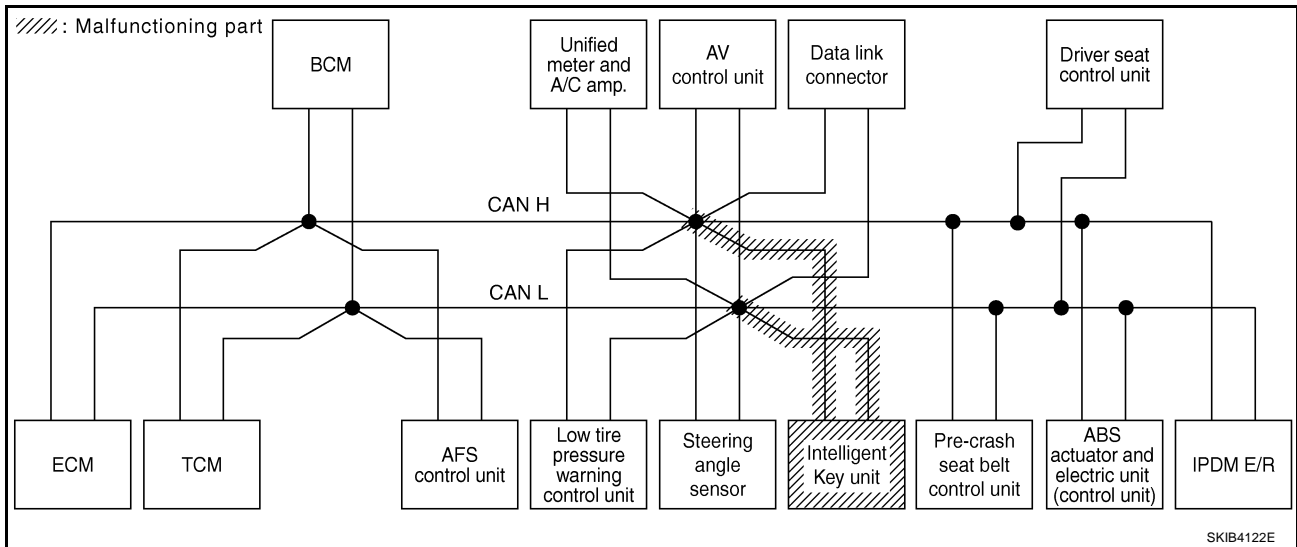 : Malfunctioning part
BCM
Unified
meter and
A/C amp.
AV
control unit
Data link
connector
Driver seat
control unit
CAN H
CAN L
ECM
TCM
AFS
control unit
Low tire
pressure
warning
control unit
Steering
angle
sensor
Intelligent
Key unit
Pre-crash
seat belt
control unit
ABS
actuator and
electric unit
(control unit)
IPDM E/R
SKIB4122E